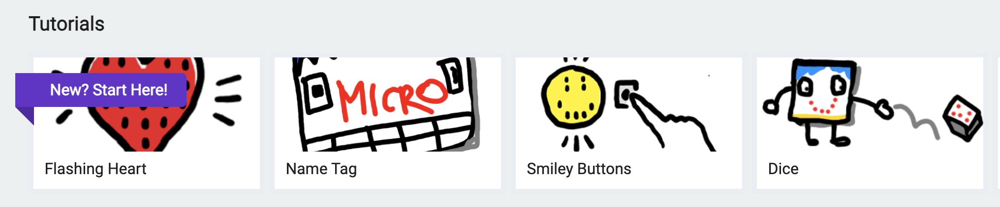 Tutorials
New? Start Here!
MICRO
Flashing Heart
Name Tag
Smiley Buttons
Dice